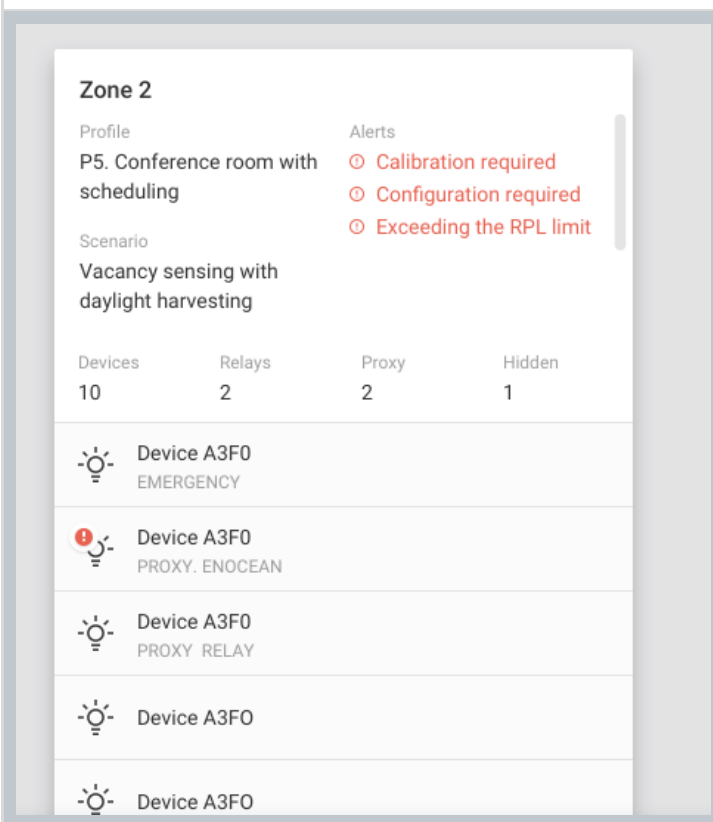 Zone 2
Profile
P5. Conference room with
scheduling
Alerts
Calibration required
Configuration required
Exceeding the RPL limit
Scenario
Vacancy sensing with
daylight harvesting
Devices Relays Proxy Hidden
10 2 2 1
Device A3F0
EMERGENCY
Device A3F0
PROXY. ENOCEAN
Device A3F0
PROXY RELAY
Device A3FO
Device A3FO